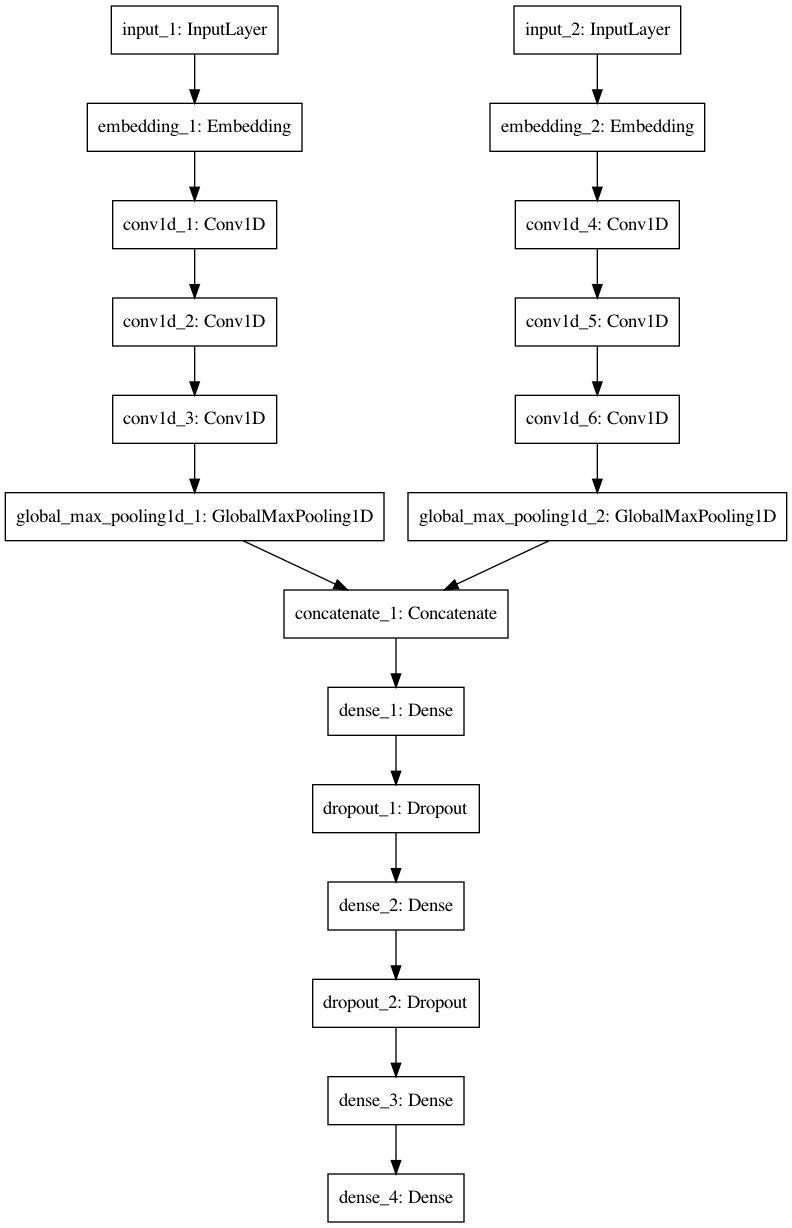 input_1: InputLayer
input_2: InputLayer
embedding_1: Embedding
embedding_2: Embedding
conv1d_1: Conv1D
conv1d_4: Conv1D
conv1d_2: Conv1D
conv1d_5: Conv1D
conv1d_3: Conv1D
conv1d_6: Conv1D
global_max_pooling1d_1: GlobalMaxPooling1D
global_max_pooling1d_2: GlobalMaxPooling1D
concatenate_1: Concatenate
dense_1: Dense
dropout_1: Dropout
dense_2: Dense
dropout_2: Dropout
dense_3: Dense
dense_4: Dense